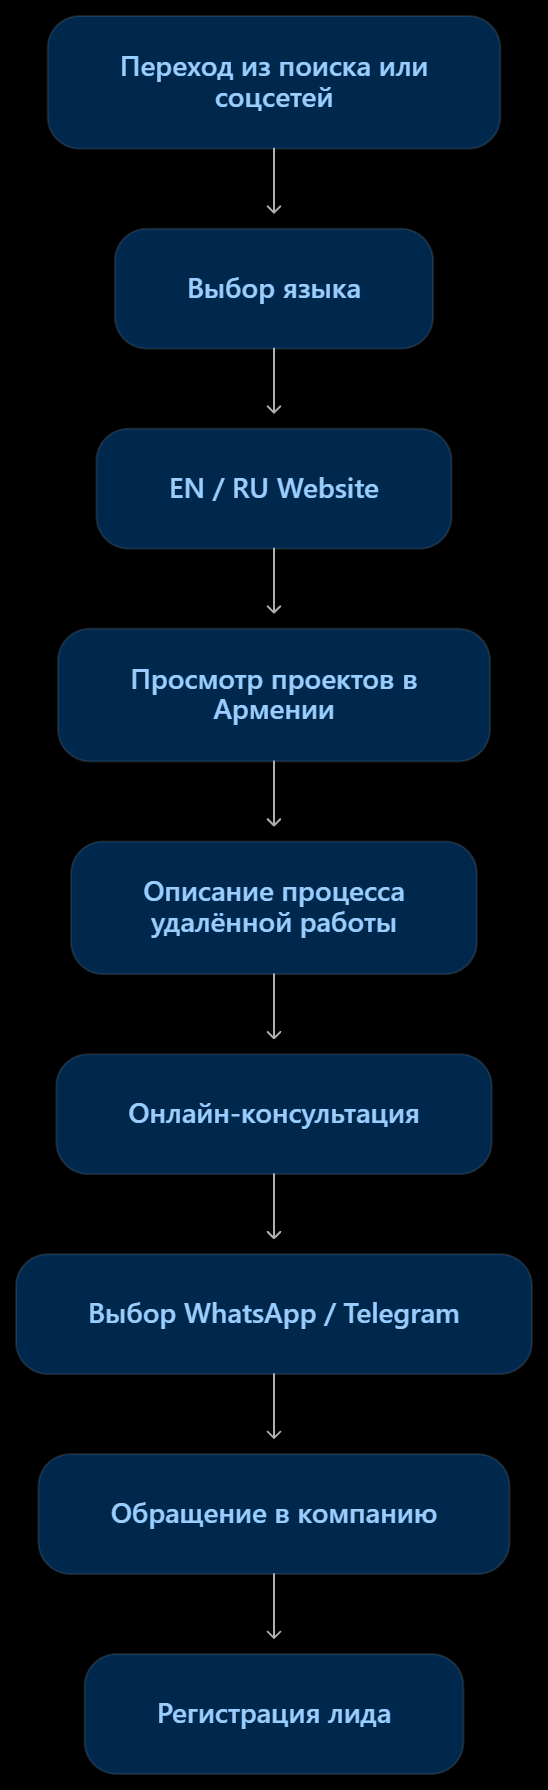 Переход из поиска или
соцсетей
Выбор языка
EN / RU Website
Просмотр проектов в
Армении
Описание процесса
удалённой работы
Онлайн-консультация
Выбор WhatsApp / Telegram
Обращение в компанию
Регистрация лида